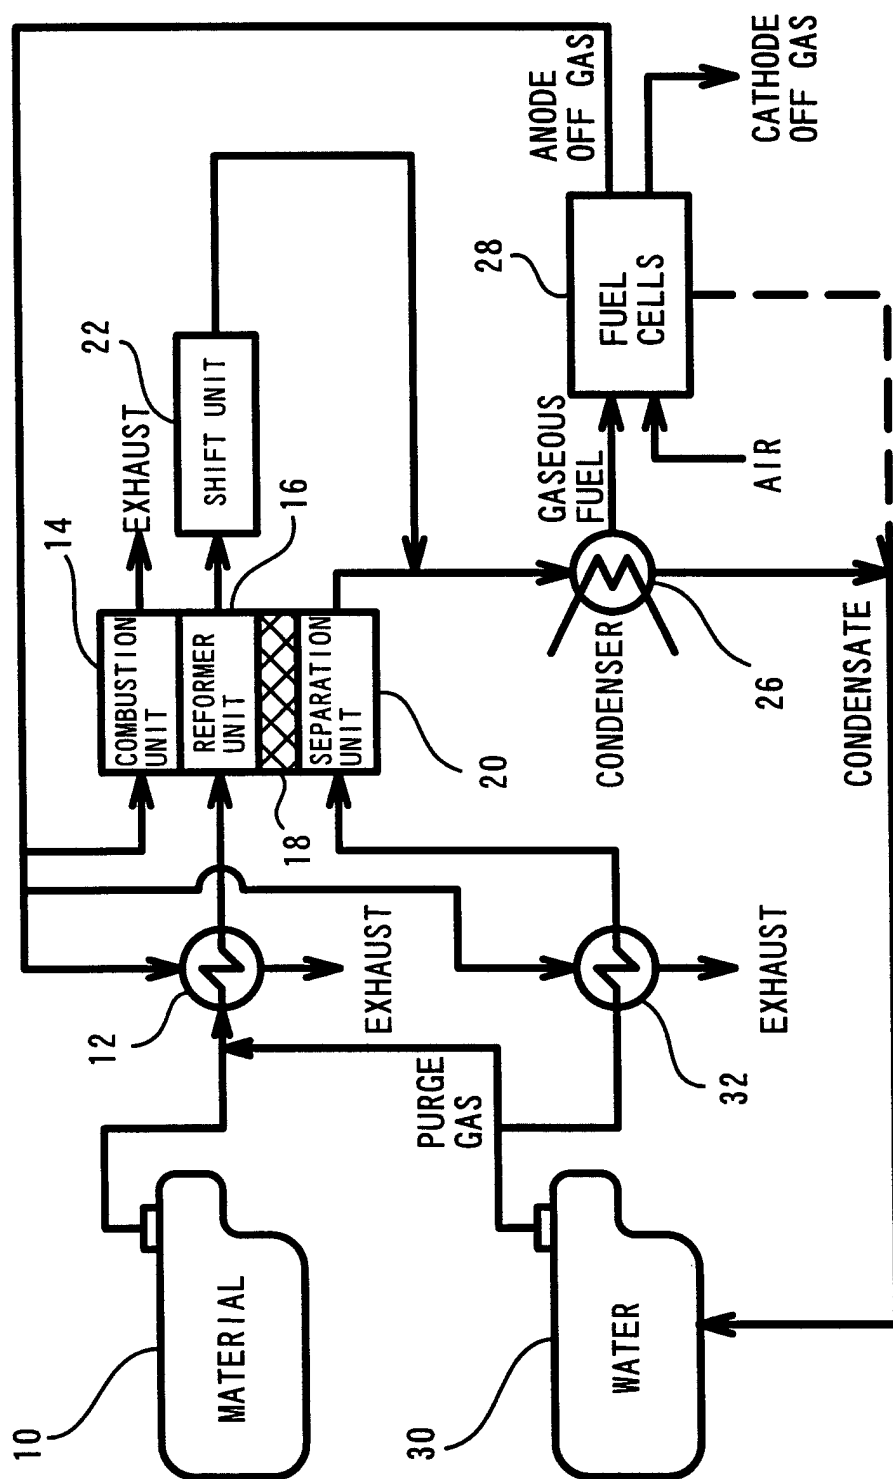 10
14
12
22
EXHAUST
COMBUSTION
UNIT
REFORMER
UNIT
SHIFT UNIT
MATERIAL
18
16
SEPARATION
UNIT
EXHAUST
30
PURGE
GAS
20
28
ANODE
OFF GAS
GASEOUS
FUEL
CONDENSER
FUEL
CELLS
WATER
32
26
AIR
CATHODE
OFF GAS
EXHAUST
CONDENSATE